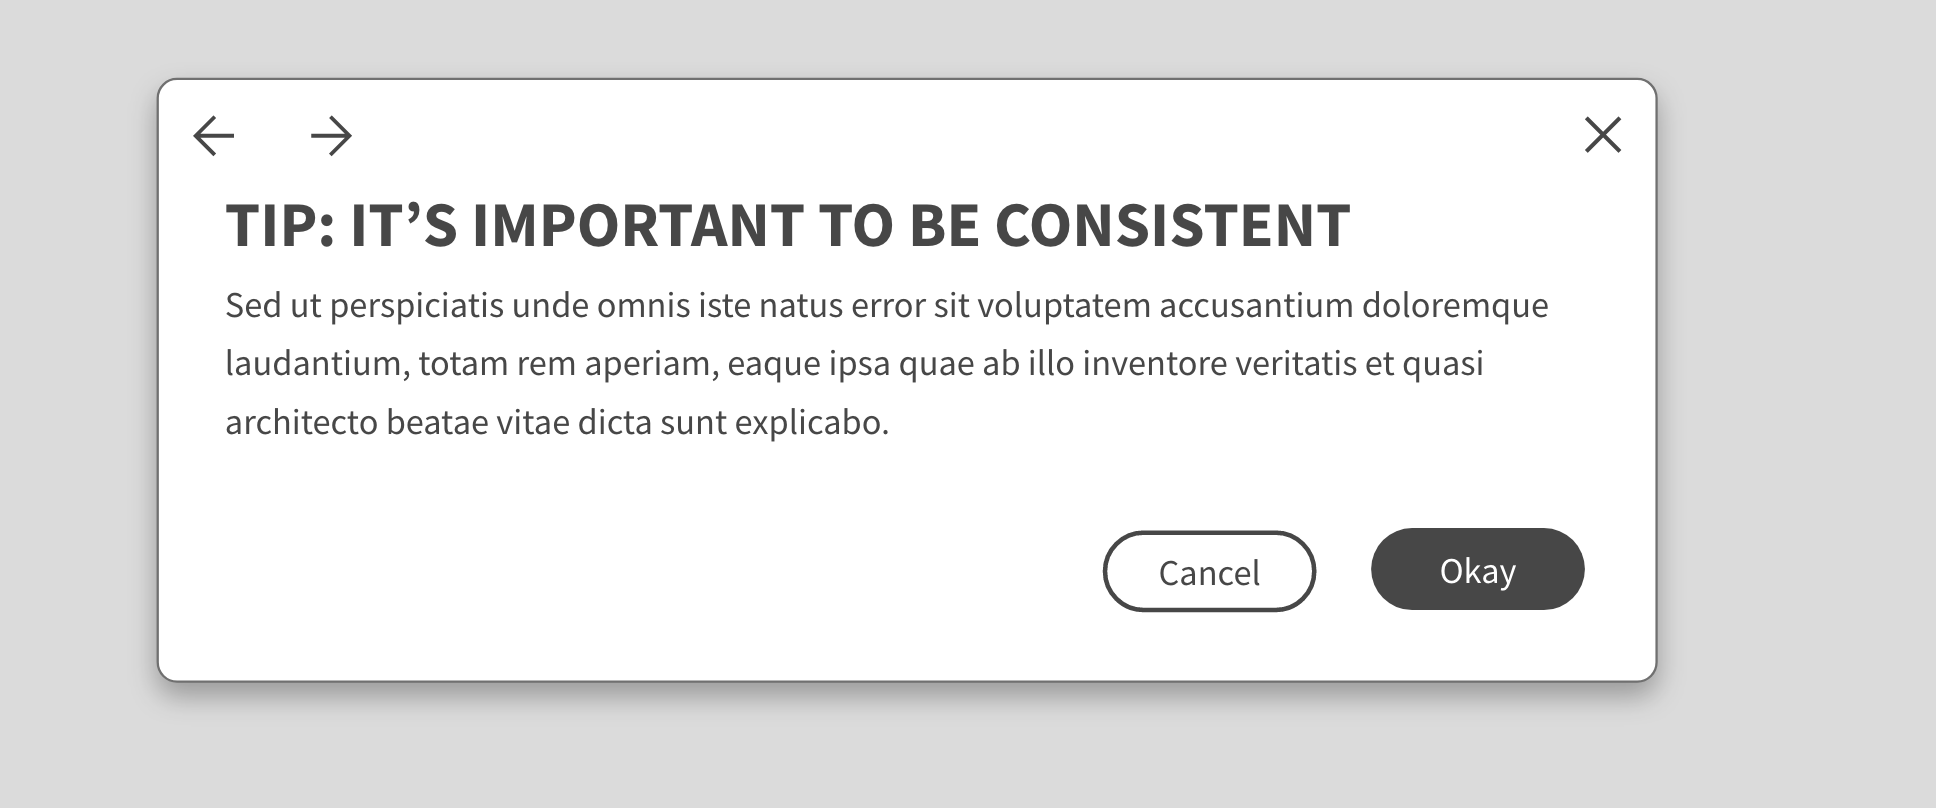 TIP: IT’S IMPORTANT TO BE CONSISTENT
Sed ut perspiciatis unde omnis iste natus error sit voluptatem accusantium doloremque
laudantium, totam rem aperiam, eaque ipsa quae ab illo inventore veritatis et quasi
architecto beatae vitae dicta sunt explicabo.
Cancel
Okay